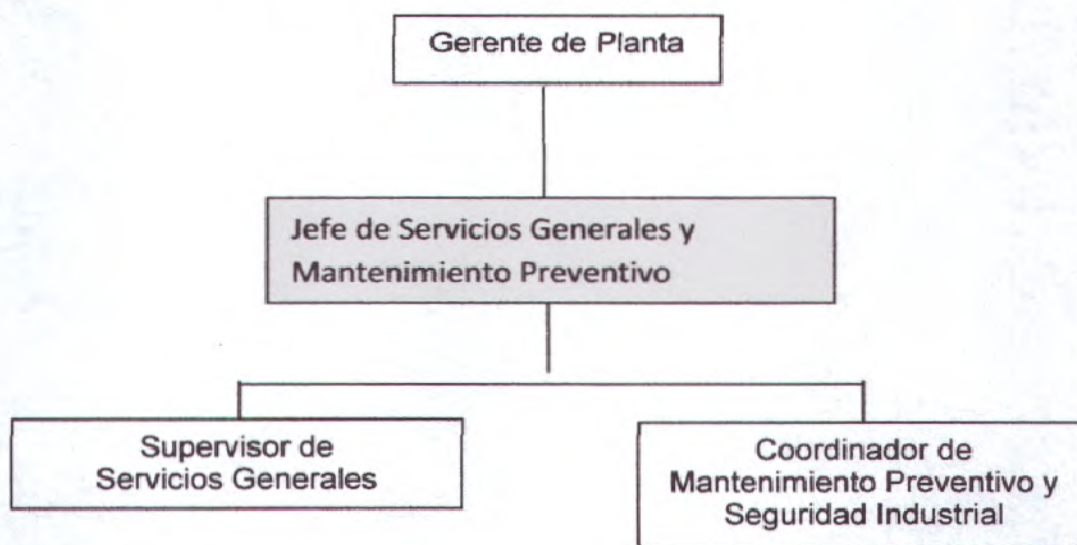 Gerente de Planta
Jefe de Servicios Generales y
Mantenimiento Preventivo
Supervisor de
Servicios Generales
Coordinador de
Mantenimiento Preventivo y
Seguridad Industrial